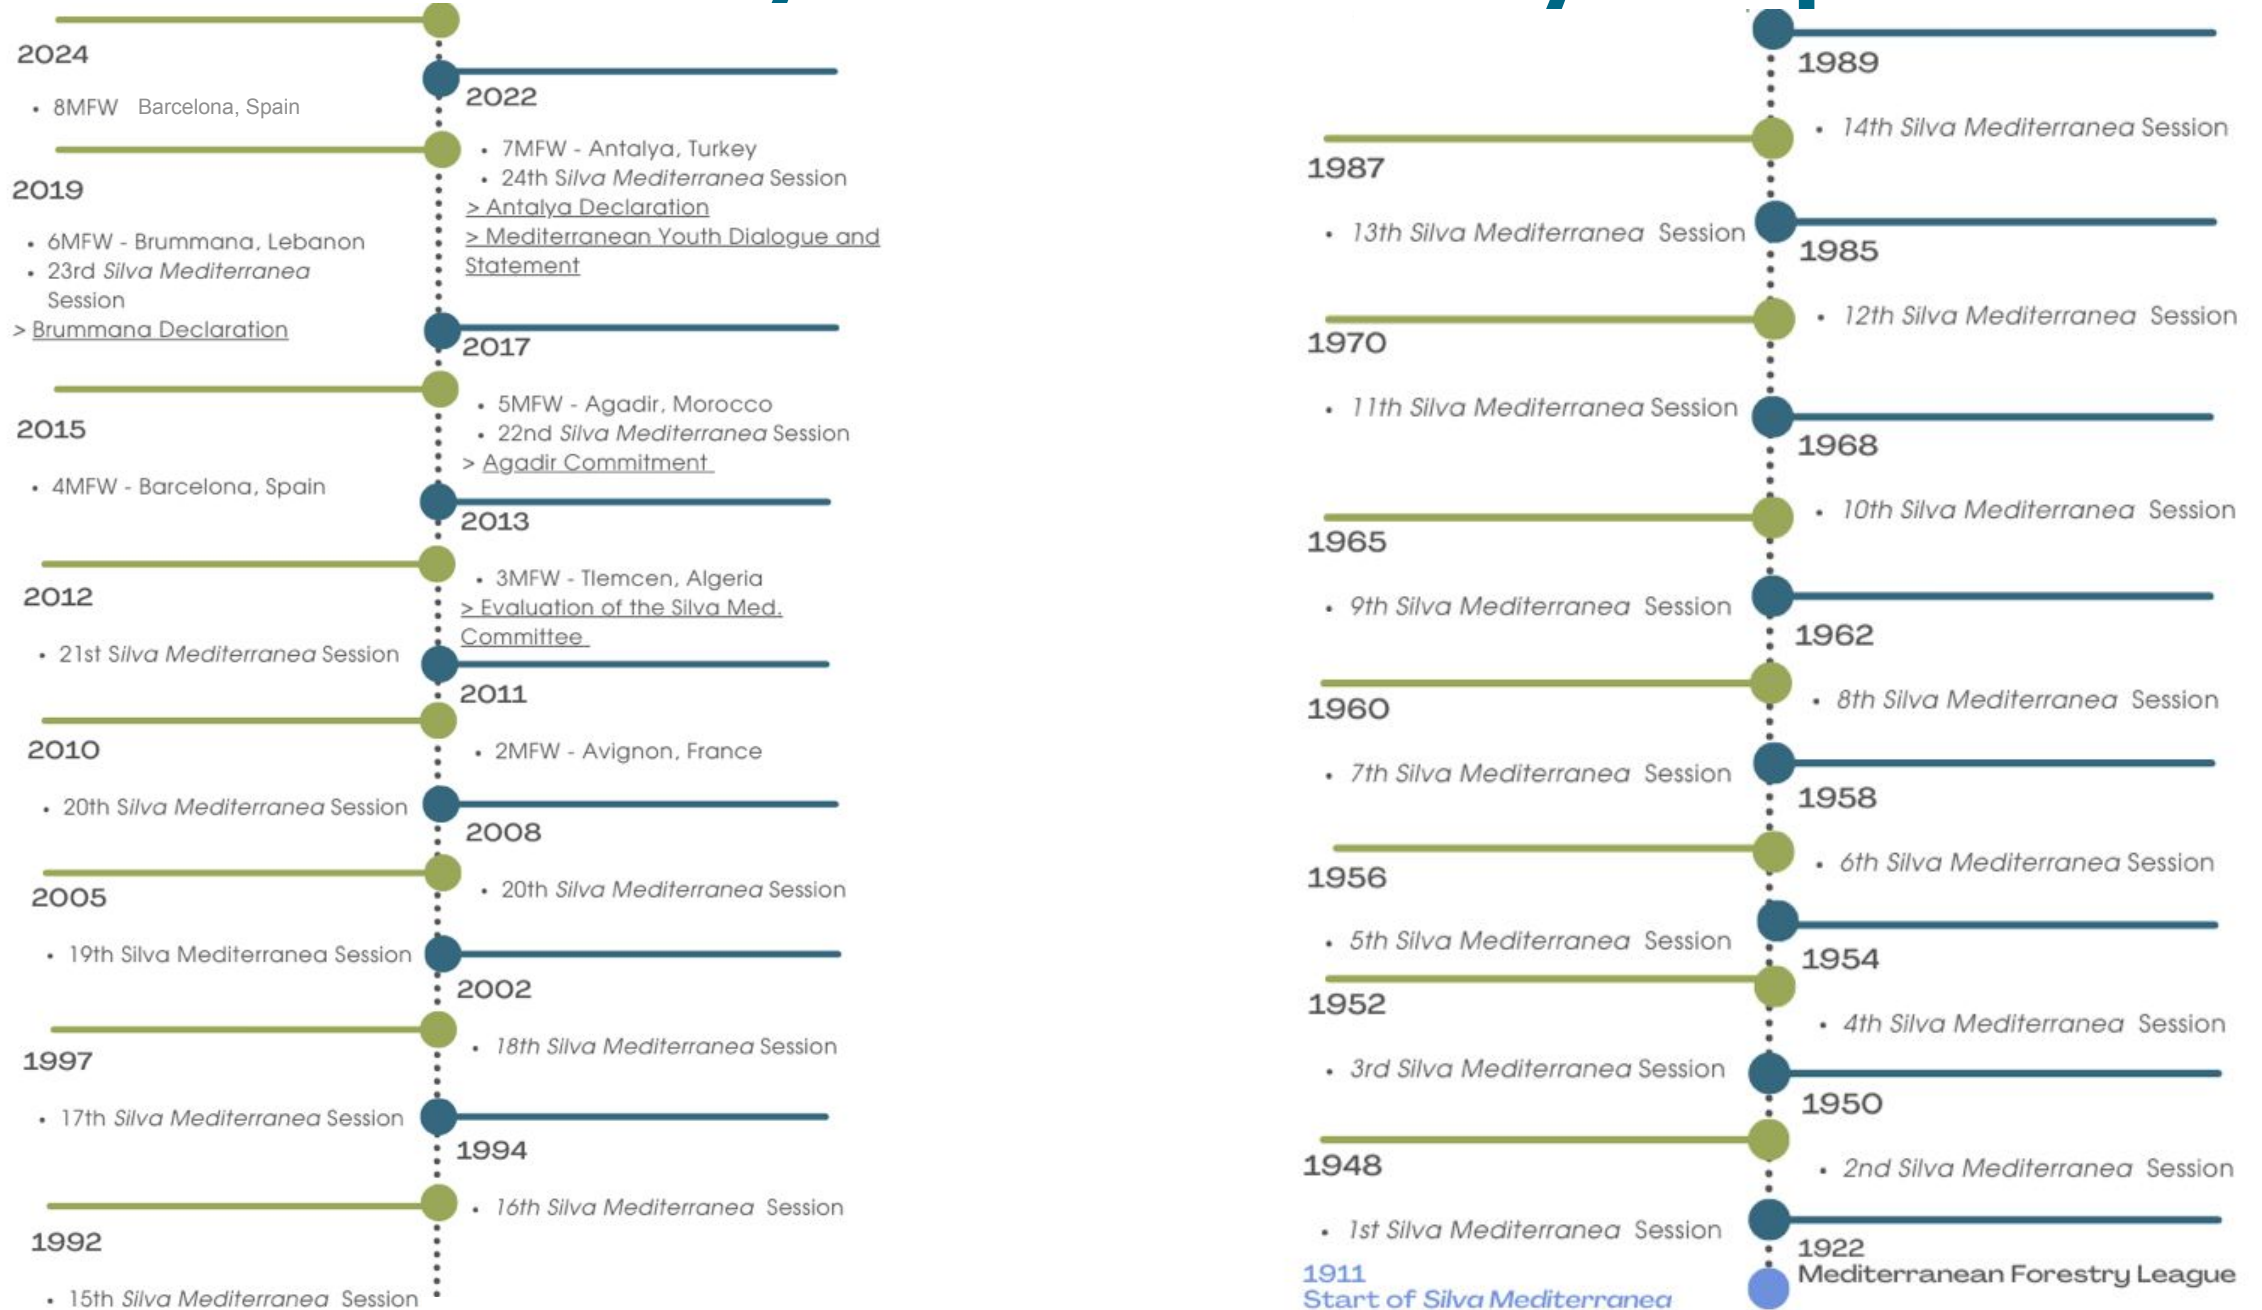 2024
• 8MFW Barcelona, Spain
2022
• 7MFW - Antalya, Turkey
• 24th Silva Mediterranea Session
> Antalya Declaration
> Mediterranean Youth Dialogue and
Statement
2019
• 6MFW - Brummana, Lebanon
• 23rd Silva Mediterranea
Session
> Brummana Declaration
2017
• 5MFW - Agadir, Morocco
• 22nd Silva Mediterranea Session
> Agadir Commitment
2015
• 4MFW - Barcelona, Spain
2013
• 3MFW - Tlemcen, Algeria
> Evaluation of the Silva Med.
Committee
2012
• 21st Silva Mediterranea Session
2011
• 2MFW - Avignon, France
2010
• 20th Silva Mediterranea Session
2008
• 20th Silva Mediterranea Session
2005
• 19th Silva Mediterranea Session
2002
• 18th Silva Mediterranea Session
1997
• 17th Silva Mediterranea Session
1994
• 16th Silva Mediterranea Session
1992
• 15th Silva Mediterranea Session
1989
• 14th Silva Mediterranea Session
1987
• 13th Silva Mediterranea Session
1985
• 12th Silva Mediterranea Session
1970
• 11th Silva Mediterranea Session
1968
• 10th Silva Mediterranea Session
1965
• 9th Silva Mediterranea Session
1962
• 8th Silva Mediterranea Session
1960
• 7th Silva Mediterranea Session
1958
• 6th Silva Mediterranea Session
1956
• 5th Silva Mediterranea Session
1954
• 4th Silva Mediterranea Session
1952
• 3rd Silva Mediterranea Session
1950
• 2nd Silva Mediterranea Session
1948
• 1st Silva Mediterranea Session
1922
Mediterranean Forestry League
1911
Start of Silva Mediterranea